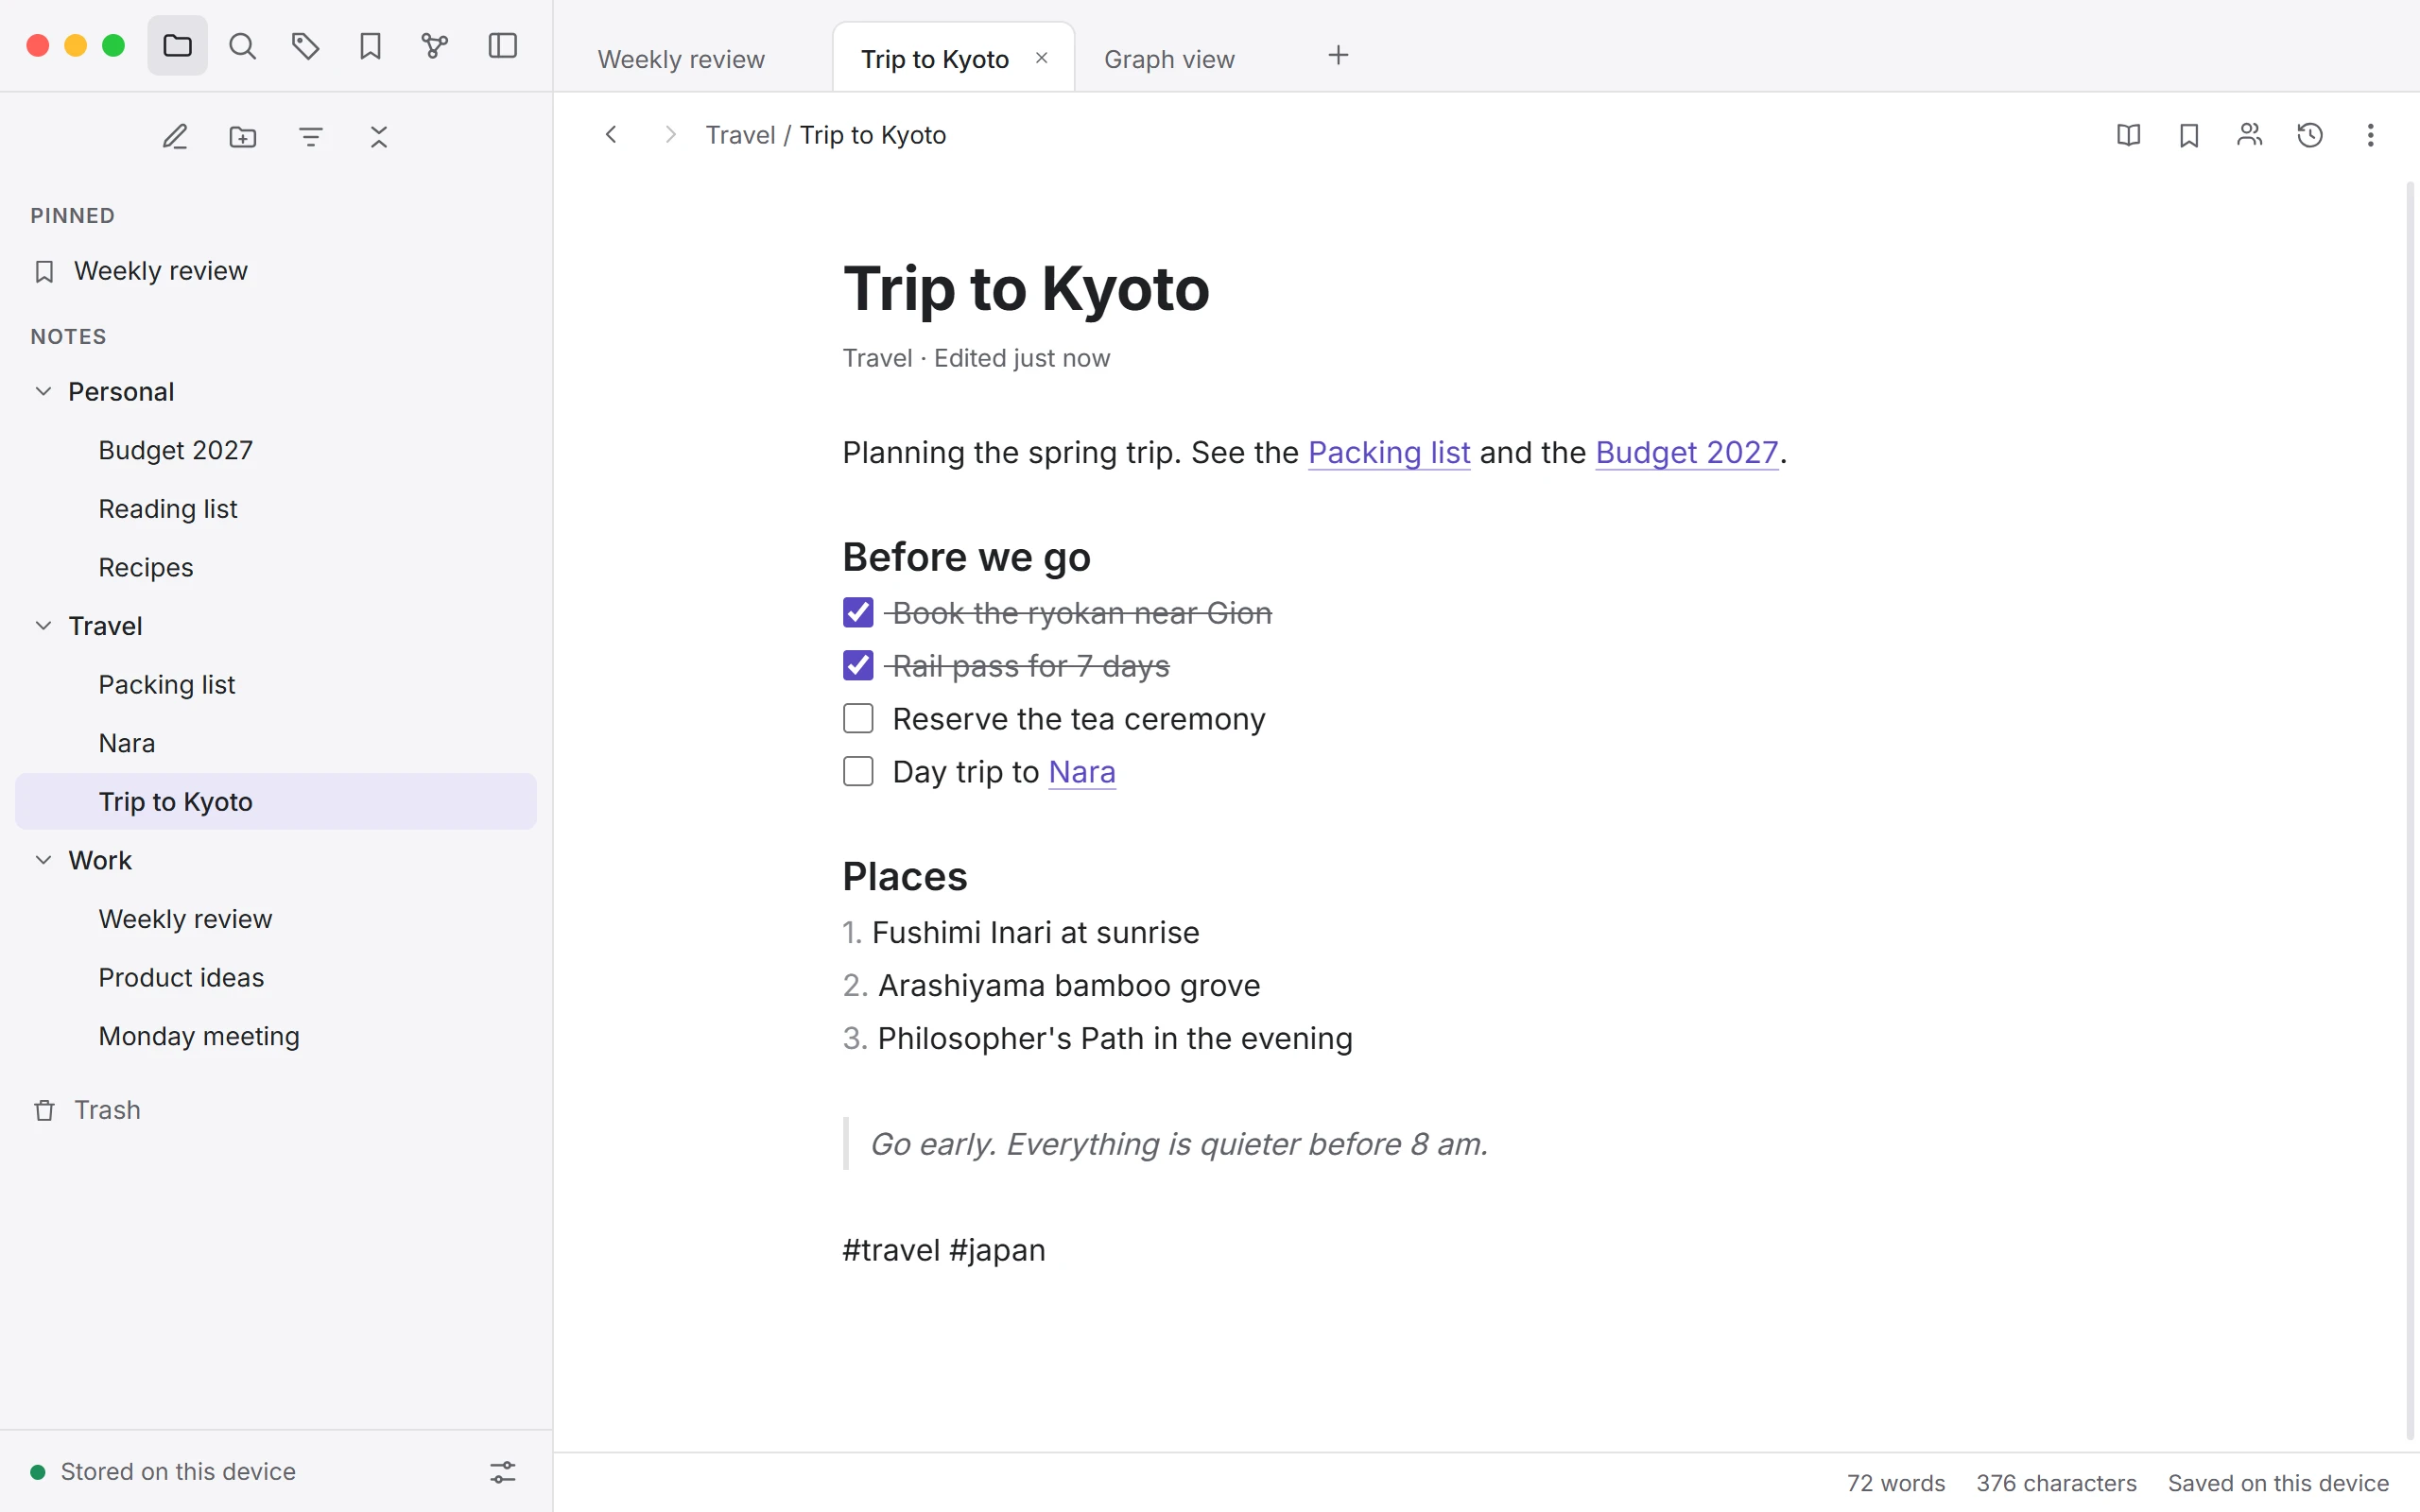 Weekly review
Trip to Kyoto
Graph view
Travel / Trip to Kyoto
PINNED
Weekly review
NOTES
Personal
Budget 2027
Reading list
Recipes
Travel
Packing list
Nara
Trip to Kyoto
Work
Weekly review
Product ideas
Monday meeting
Trash
Stored on this device
Trip to Kyoto
Travel · Edited just now
Planning the spring trip. See the Packing list and the Budget 2027.
Before we go
Book the ryokan near Gion
Rail pass for 7 days
Reserve the tea ceremony
Day trip to Nara
Places
1. Fushimi Inari at sunrise
2. Arashiyama bamboo grove
3. Philosopher's Path in the evening
Go early. Everything is quieter before 8 am.
#travel #japan
72 words 376 characters Saved on this device